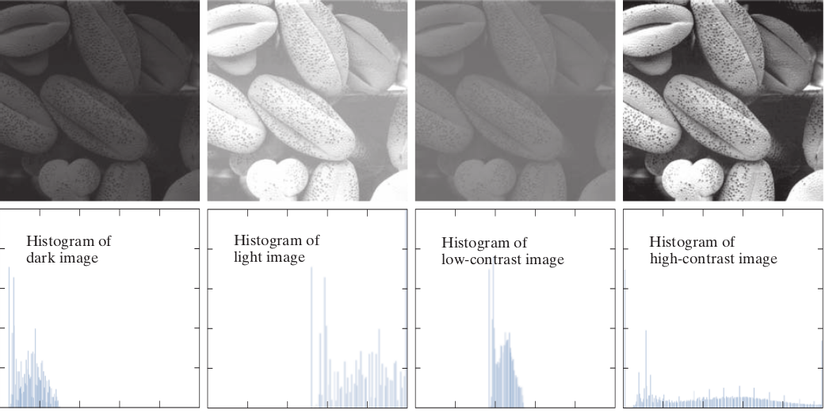 Histogram of
dark image
Histogram of
light image
Histogram of
low-contrast image
Histogram of
high-contrast image